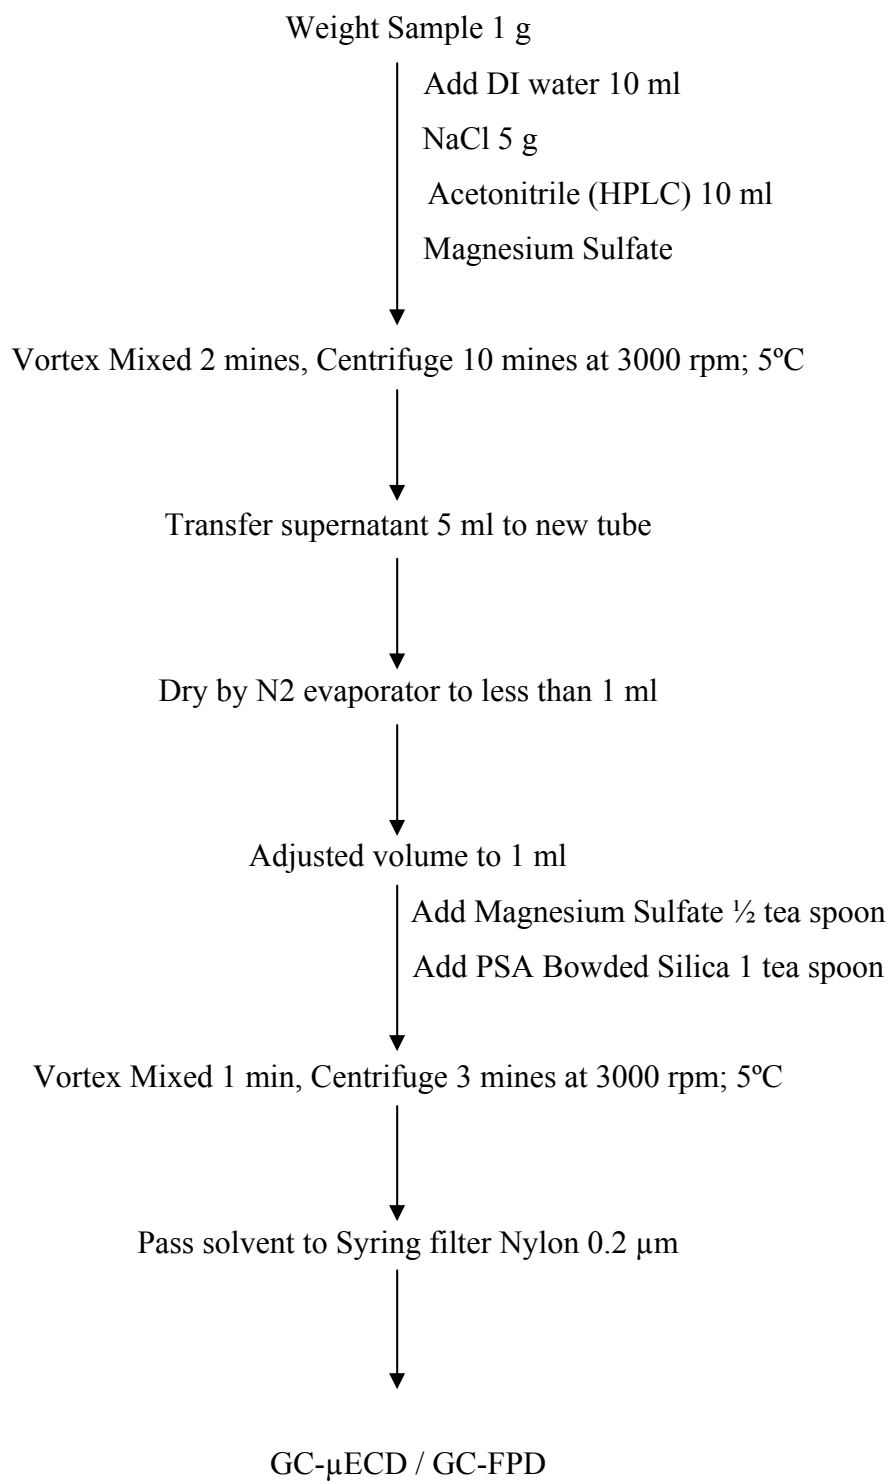 Weight Sample 1 g
Add DI water 10 ml
NaCl 5 g
Acetonitrile (HPLC) 10 ml
Magnesium Sulfate
Vortex Mixed 2 mines, Centrifuge 10 mines at 3000 rpm; 5ºC
Transfer supernatant 5 ml to new tube
Dry by N2 evaporator to less than 1 ml
Adjusted volume to 1 ml
Add Magnesium Sulfate ½ tea spoon
Add PSA Bowded Silica 1 tea spoon
Vortex Mixed 1 min, Centrifuge 3 mines at 3000 rpm; 5ºC
Pass solvent to Syring filter Nylon 0.2 µm
GC-µECD / GC-FPD